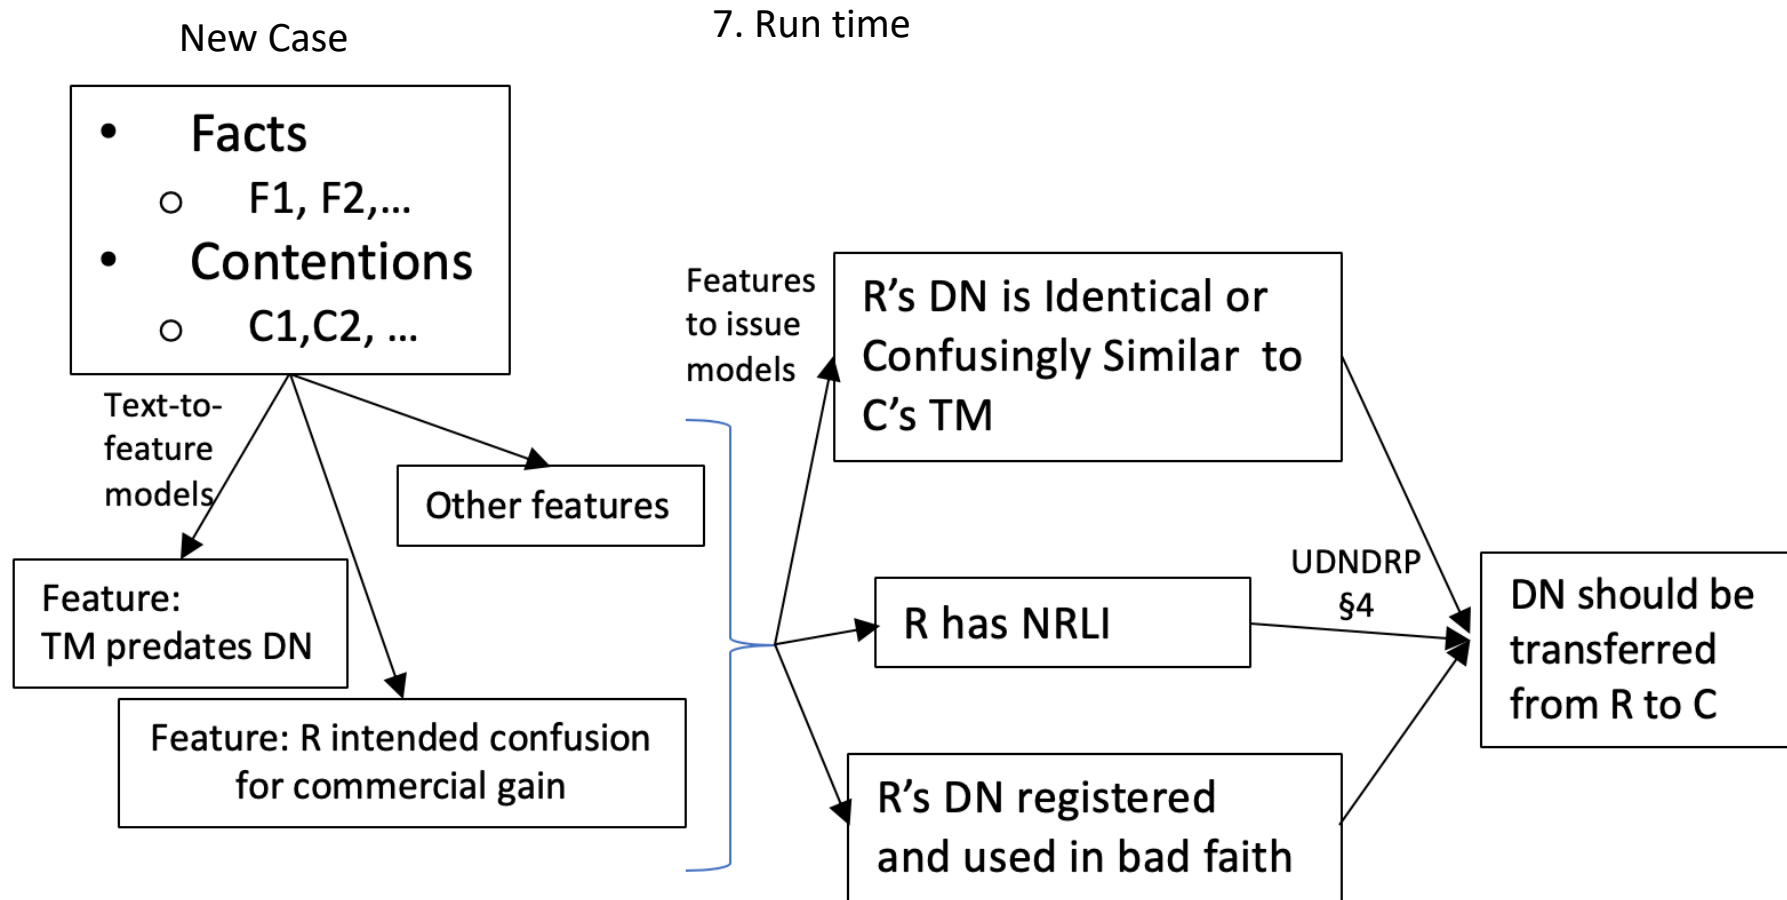 New Case
7. Run time
• Facts
o F1, F2,...
• Contentions
o C1,C2, ...
Text-to-
feature
models
Other features
Feature:
TM predates DN
Feature: R intended confusion
for commercial gain
Features
to issue
models
R’s DN is Identical or
Confusingly Similar to
C’s TM
R has NRLI
R’s DN registered
and used in bad faith
UDNDRP
§4
DN should be
transferred
from R to C